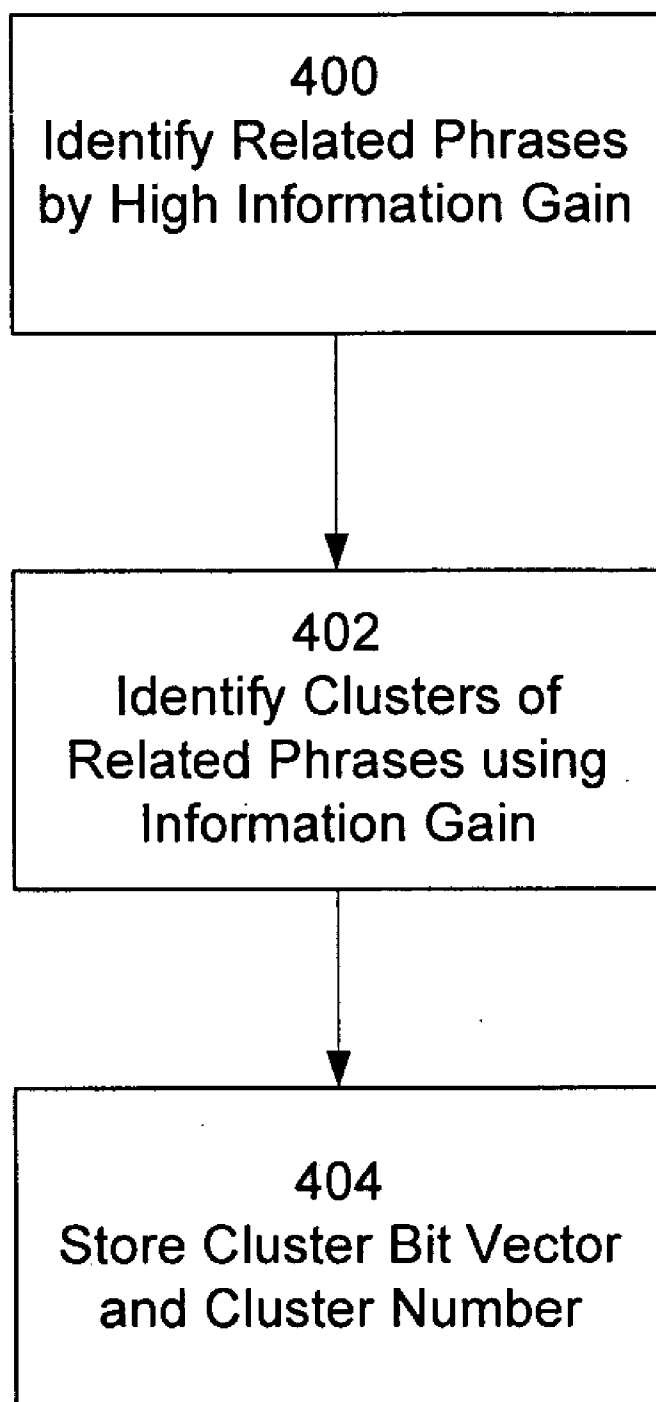 400
Identify Related Phrases
by High Information Gain
402
Identify Clusters of
Related Phrases using
Information Gain
404
Store Cluster Bit Vector
and Cluster Number